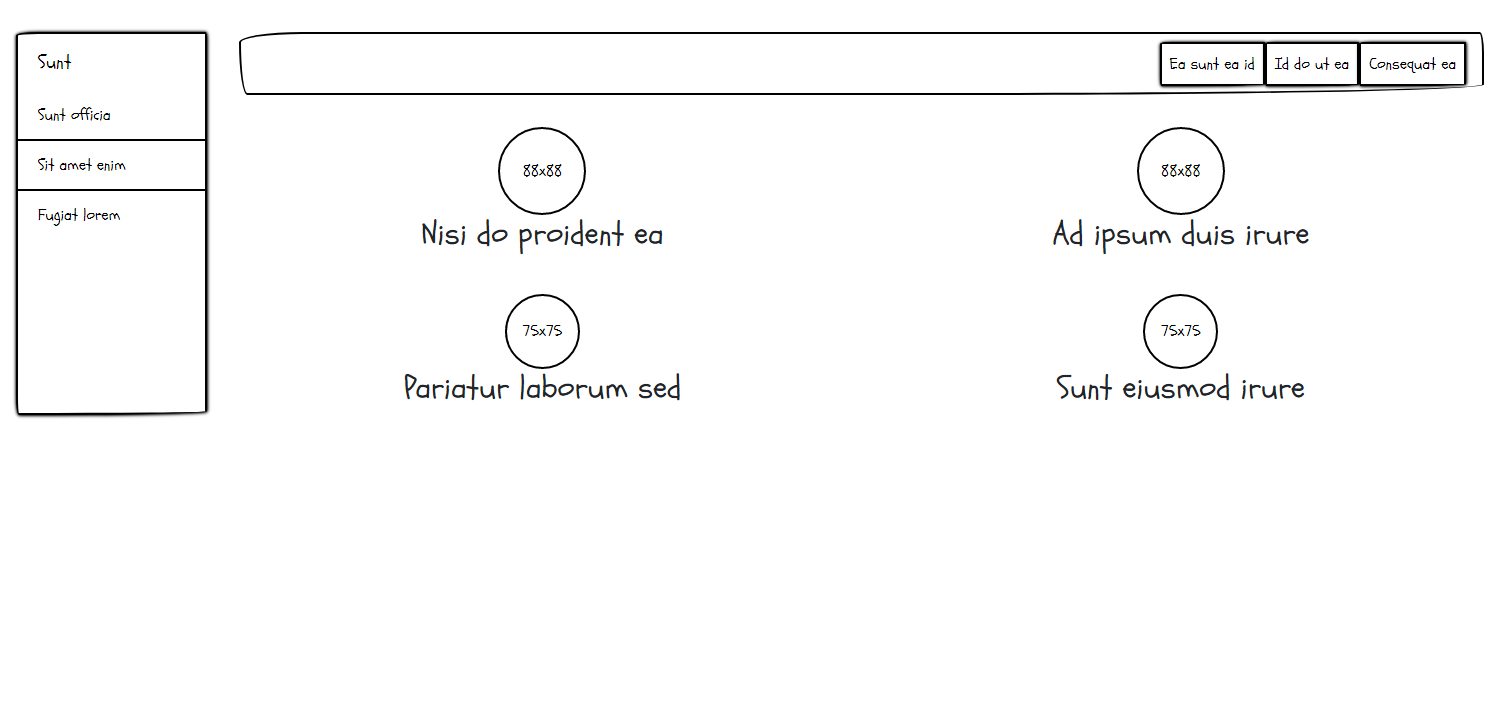 Sunt
Sunt officia
Sit amet enim
Fugiat lorem
Ea sunt ea id
Id do ut ea
Consequat ea
88x88
Nisi do proident ea
88x88
Ad ipsum duis irure
75x75
Pariatur laborum sed
75x75
Sunt eiusmod irure